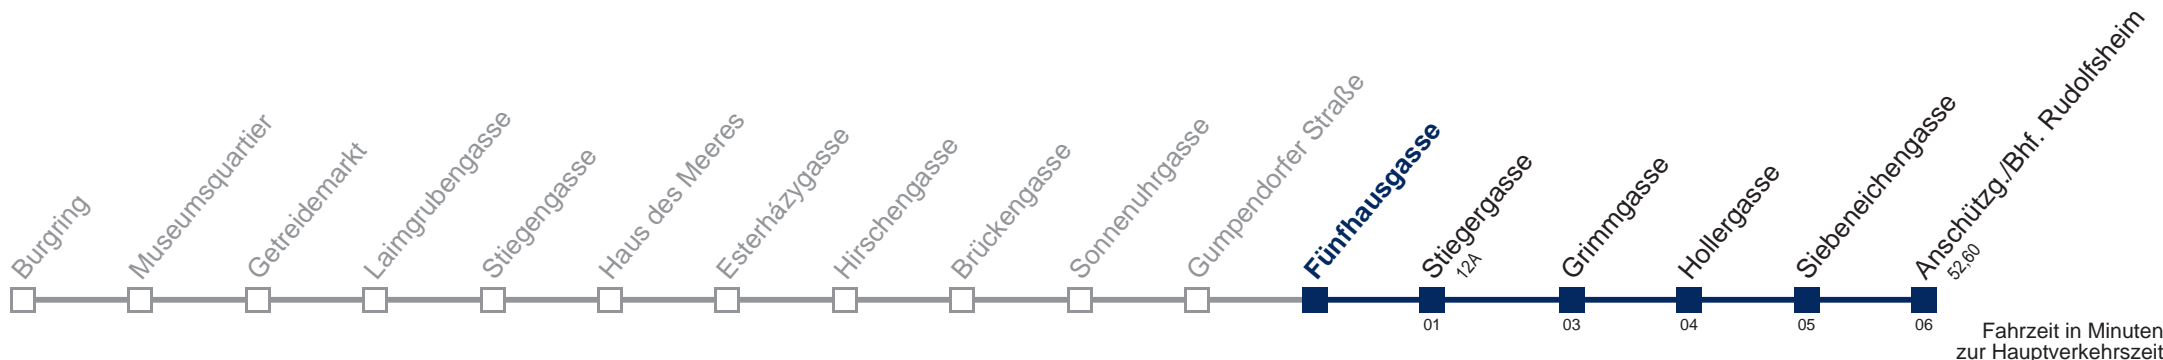 Burgring
Museumsquartier
Getreidemarkt
Laimgrubengasse
Stiegengasse
Haus des Meeres
Esterházygasse
Hirschengasse
Brückengasse
Sonnenuhrgasse
Gumpendorfer Straße
Fünfhausgasse
Stiegergasse
12A
Grimmgasse
Hollergasse
Siebeneichengasse
Anschützg./Bhf. Rudolfsheim
52,60
01
03
04
05
06
Fahrzeit in Minuten
zur Hauptverkehrszeit